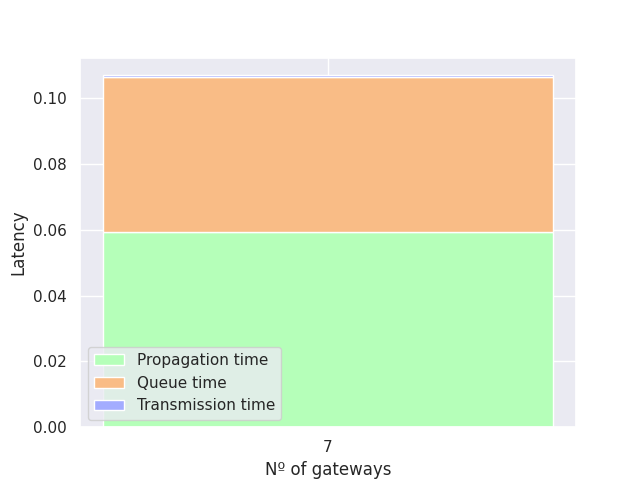 0.10
0.08
0.06
0.04
0.02
0.00
Latency
Propagation time
Queue time
Transmission time
7
Nº of gateways